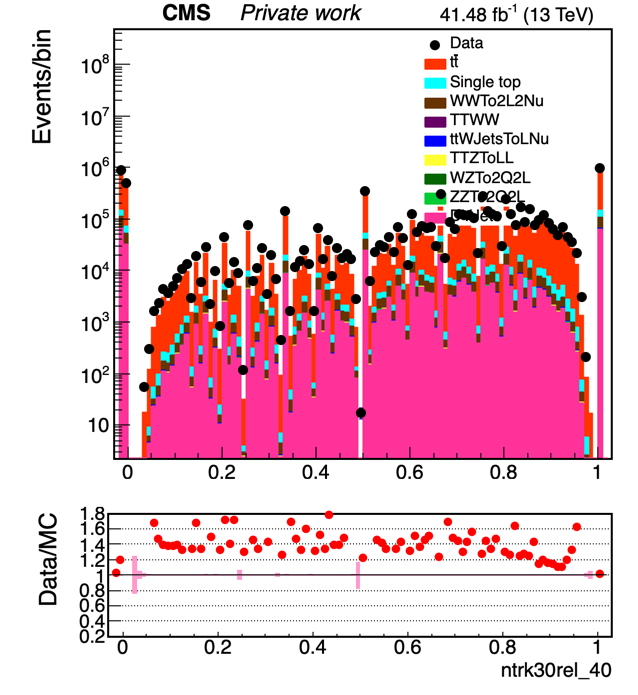 CMS Private work 41.48 fb⁻¹ (13 TeV)
Events/bin
10⁸
10⁷
10⁶
10⁵
10⁴
10³
10²
10
Data
tt̄
Single top
WWTo2L2Nu
TTWW
ttWJetsToLNu
TTZToLL
WZTo2Q2L
ZZTo2Q2L
0 0.2 0.4 0.6 0.8 1
Data/MC
1.8
1.6
1.4
1.2
1
0.8
0.6
0.4
0.2
0 0.2 0.4 0.6 0.8 1
ntrk30rel_40